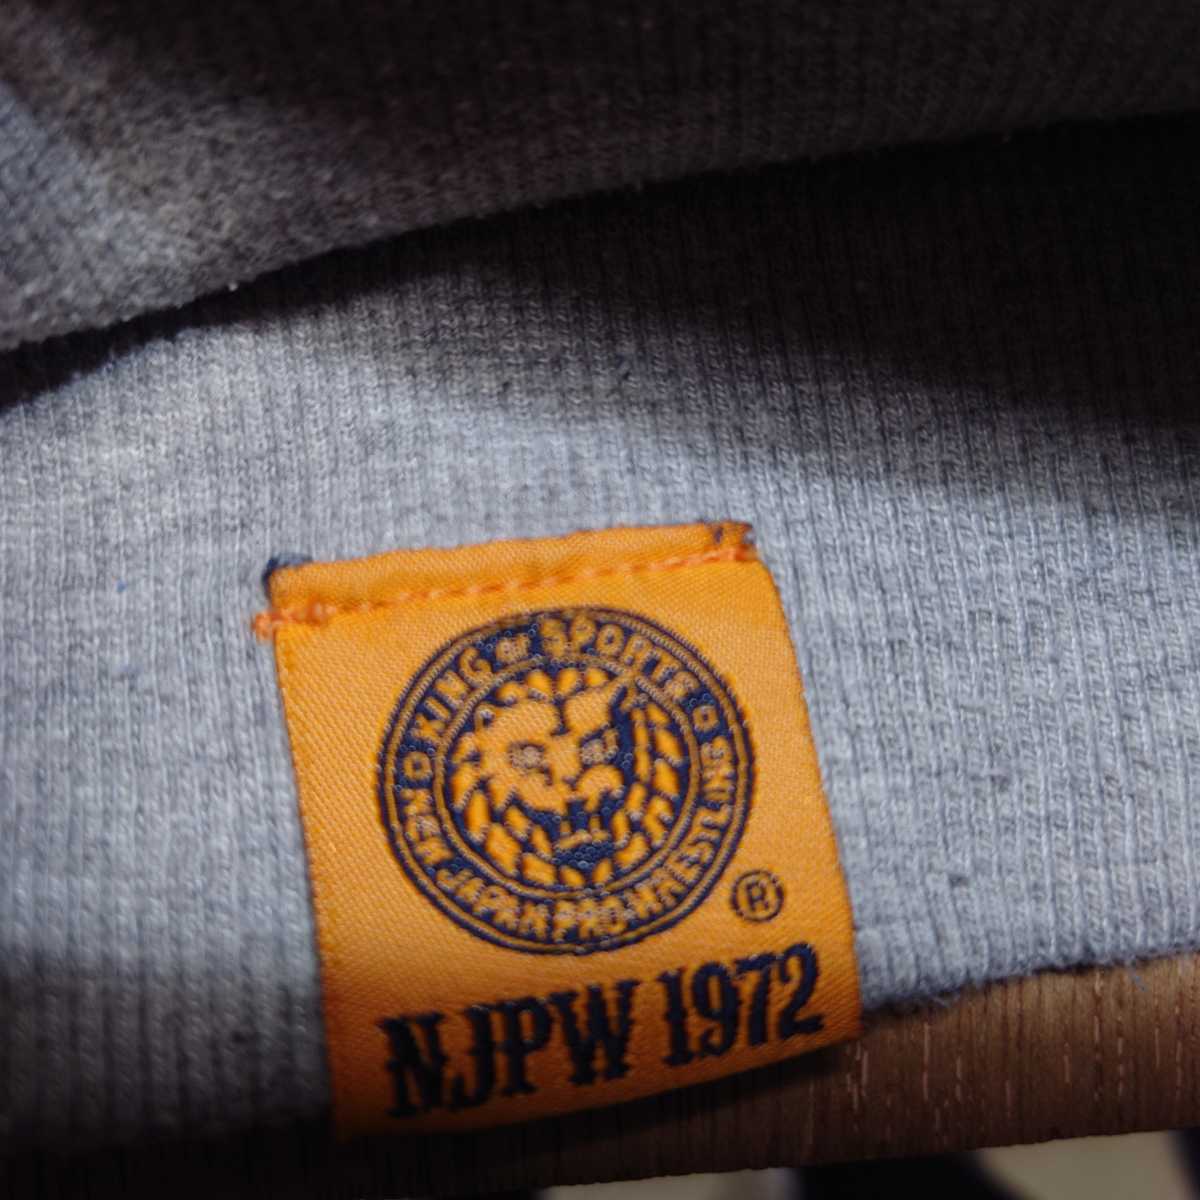 KING OF SPORTS
NEW JAPAN PRO-WRESTLING
®
NJPW 1972